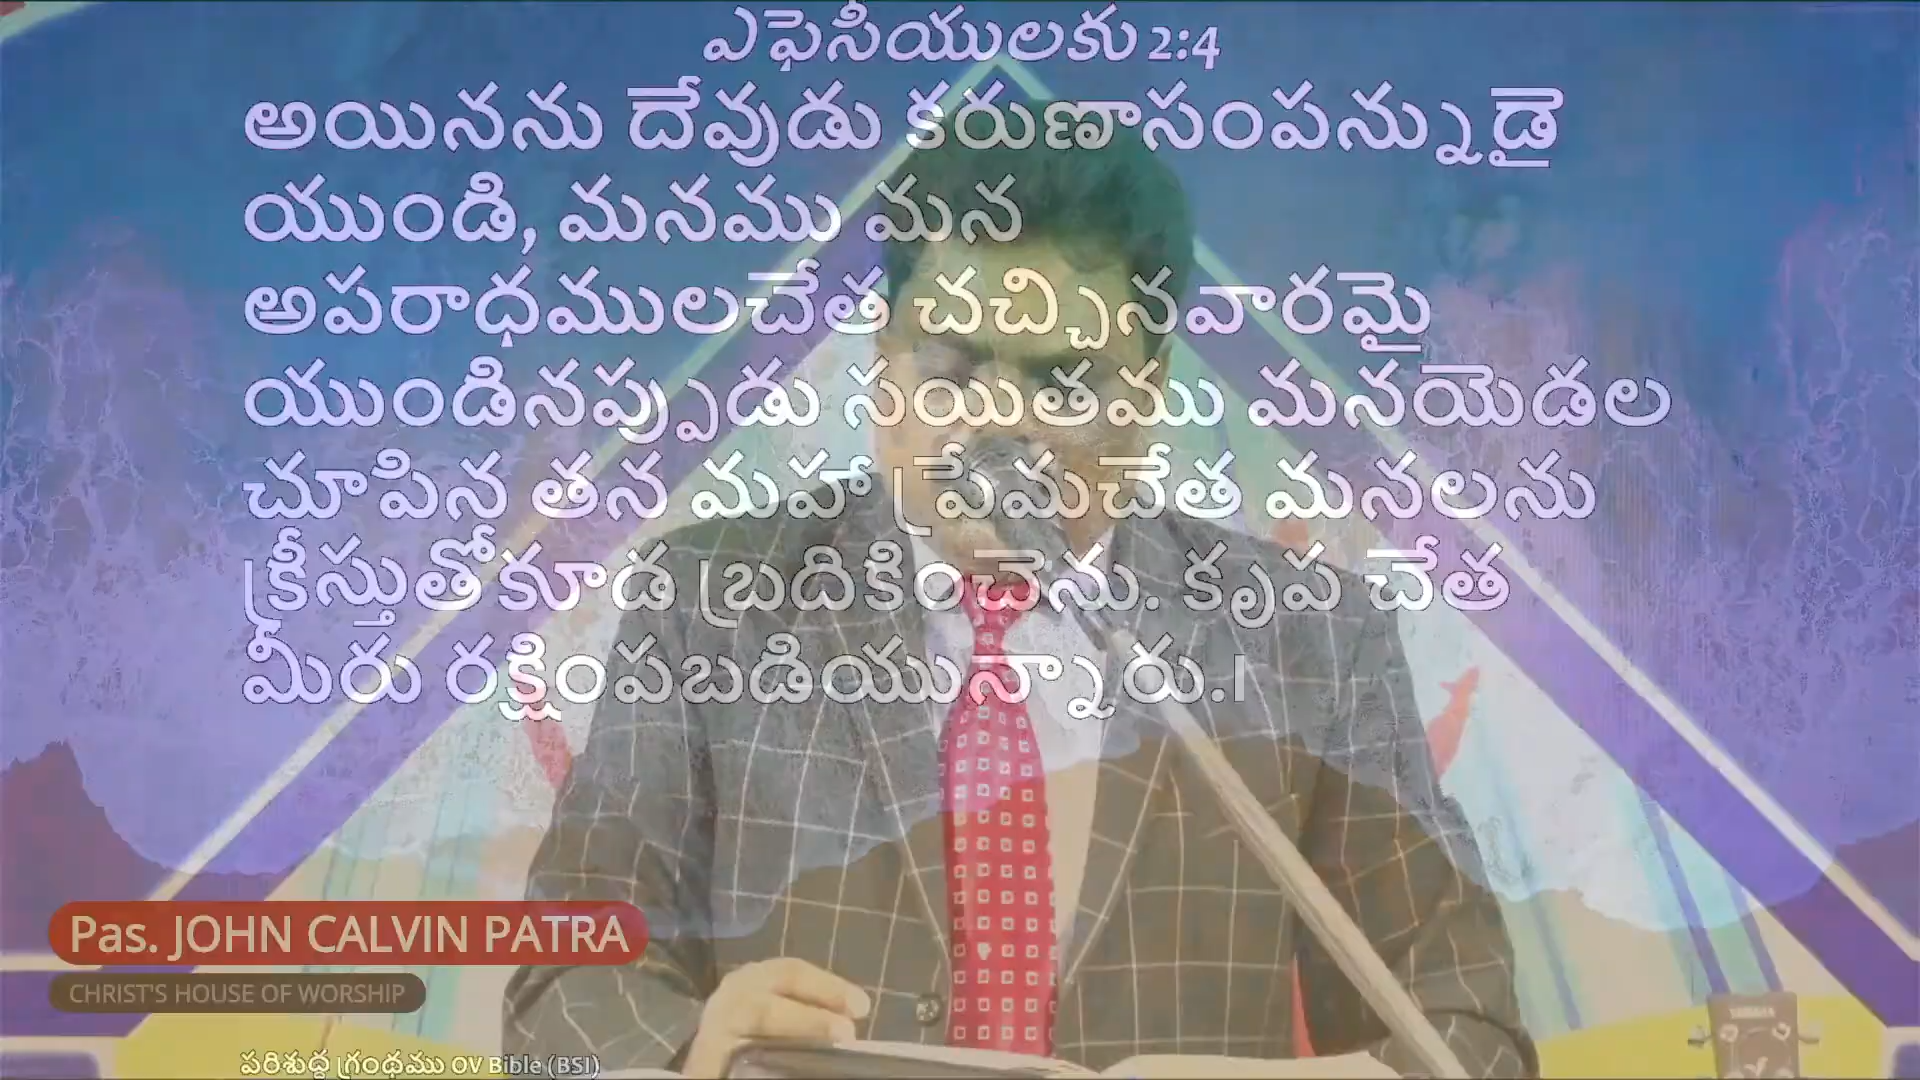 ఎఫెసీయులకు 2:4
అయినను దేవుడు కరుణాసంపన్నుడై
యుండి, మనము మన
అపరాధములచేత చచ్చినవారమై
యుండినప్పుడు సయితము మనయెడల
చూపిన తన మహా ప్రేమచేత మనలను
క్రీస్తుతోకూడ బ్రదికించెను. కృప చేత
మీరు రక్షింపబడియున్నారు.।
Pas. JOHN CALVIN PATRA
CHRIST'S HOUSE OF WORSHIP
పరిశుద్ధ గ్రంథము OV Bible (BSI)